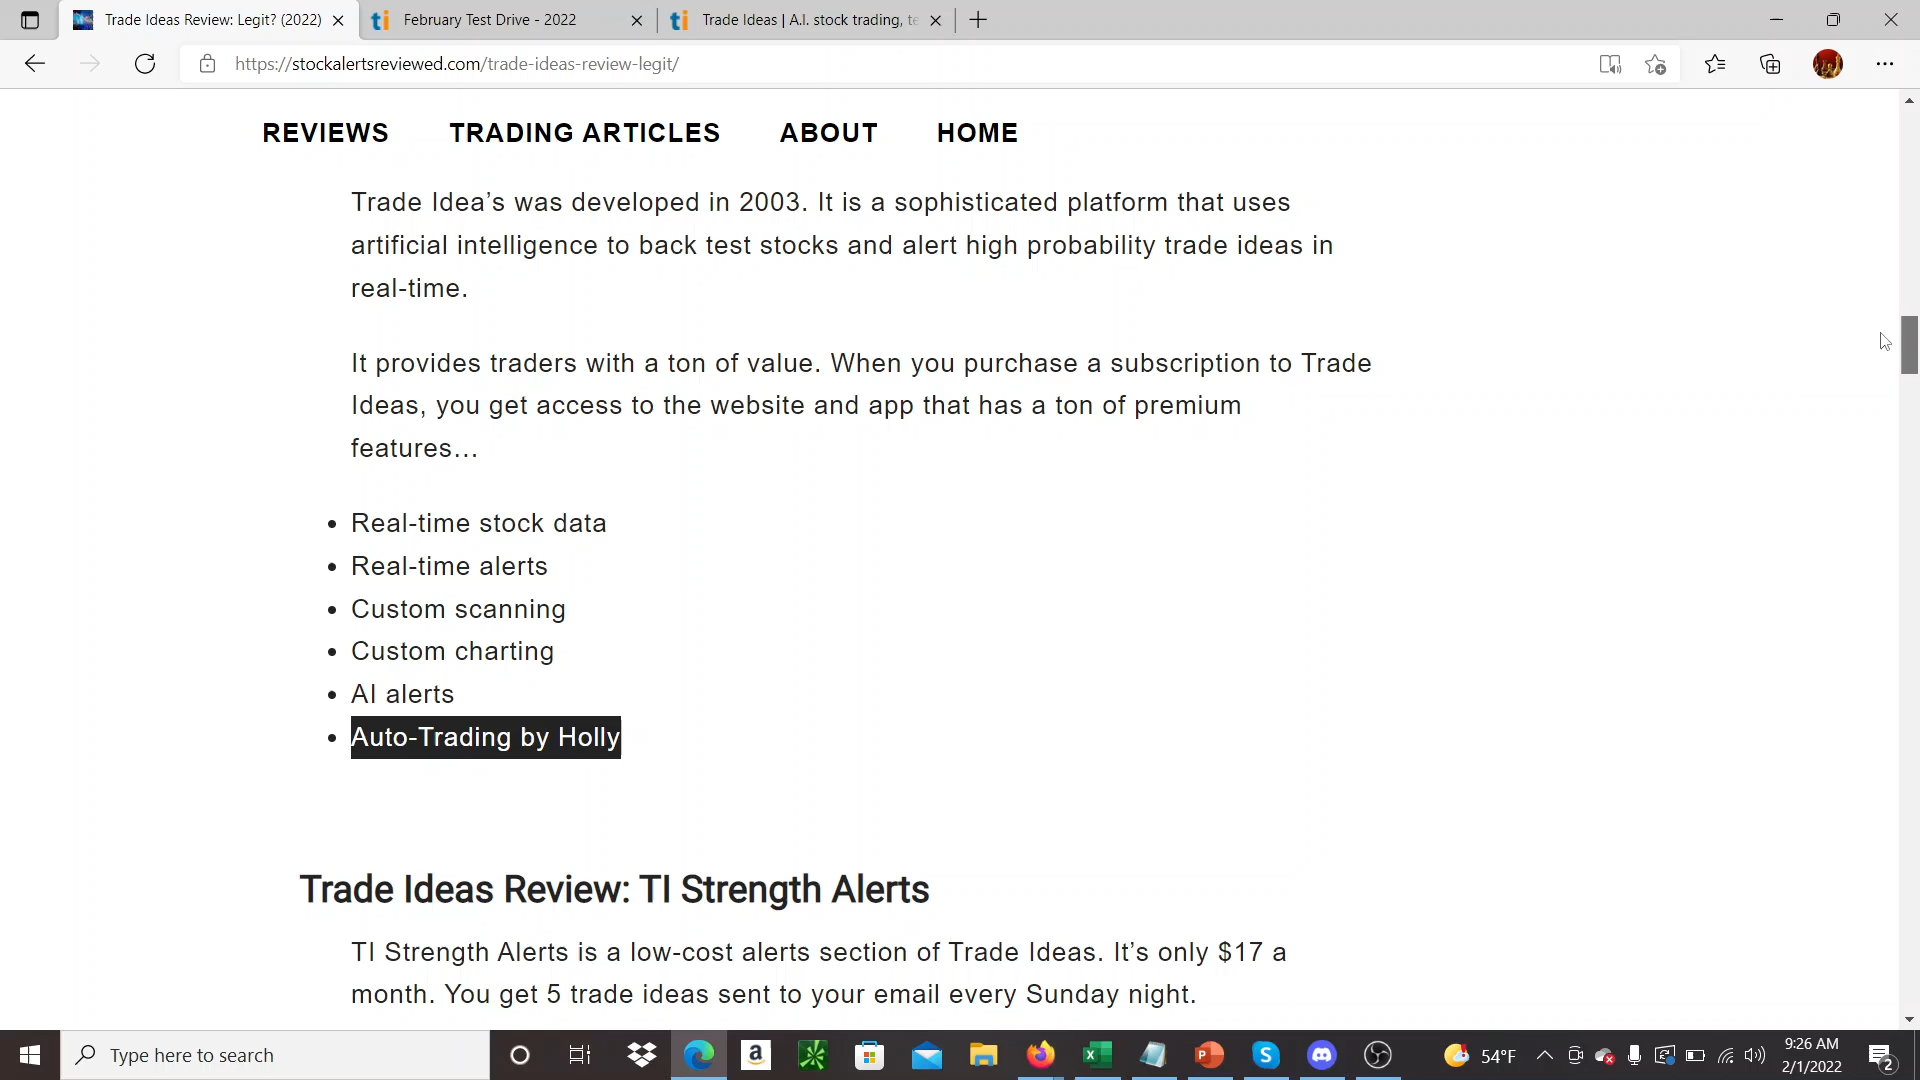 Trade Ideas Review: Legit? (2022)
February Test Drive - 2022
Trade Ideas | A.I. stock trading, te
https://stockalertsreviewed.com/trade-ideas-review-legit/
REVIEWS TRADING ARTICLES ABOUT HOME
Trade Idea’s was developed in 2003. It is a sophisticated platform that uses
artificial intelligence to back test stocks and alert high probability trade ideas in
real-time.
It provides traders with a ton of value. When you purchase a subscription to Trade
Ideas, you get access to the website and app that has a ton of premium
features…
• Real-time stock data
• Real-time alerts
• Custom scanning
• Custom charting
• AI alerts
• Auto-Trading by Holly
Trade Ideas Review: TI Strength Alerts
TI Strength Alerts is a low-cost alerts section of Trade Ideas. It’s only $17 a
month. You get 5 trade ideas sent to your email every Sunday night.
Type here to search
54°F
9:26 AM
2/1/2022
2